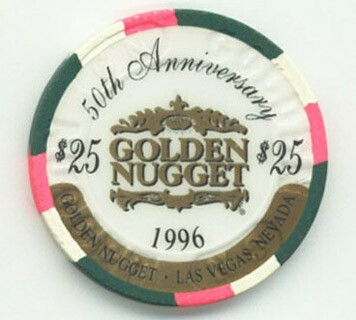 50th Anniversary
$25 GOLDEN NUGGET $25
1996
GOLDEN NUGGET · LAS VEGAS, NEVADA